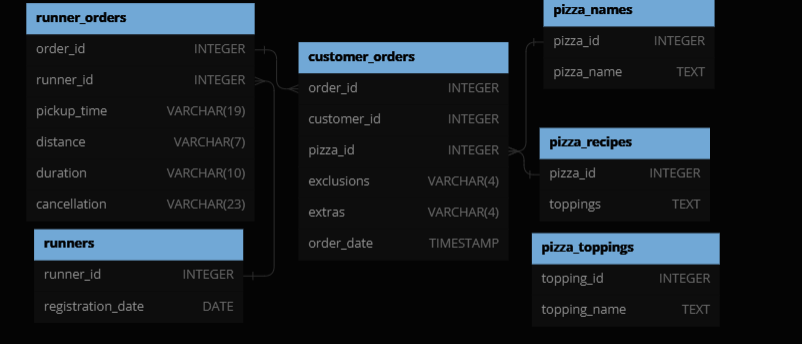 runner_orders
order_id INTEGER
runner_id INTEGER
pickup_time VARCHAR(19)
distance VARCHAR(7)
duration VARCHAR(10)
cancellation VARCHAR(23)
runners
runner_id INTEGER
registration_date DATE
customer_orders
order_id INTEGER
customer_id INTEGER
pizza_id INTEGER
exclusions VARCHAR(4)
extras VARCHAR(4)
order_date TIMESTAMP
pizza_names
pizza_id INTEGER
pizza_name TEXT
pizza_recipes
pizza_id INTEGER
toppings TEXT
pizza_toppings
topping_id INTEGER
topping_name TEXT